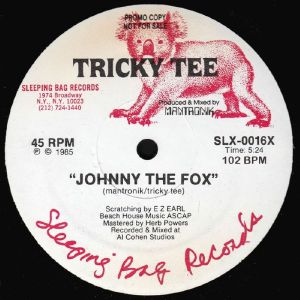 PROMO COPY
NOT FOR SALE
TRICKY TEE
SLEEPING BAG RECORDS
1974 Broadway
N.Y., N.Y. 10023
(212) 724-1440
Produced & Mixed by
MANTRONIK
45 RPM
℗ © 1985
SLX-0016X
Time: 5:24
102 BPM
"JOHNNY THE FOX"
(mantronik/tricky tee)
Scratching by E Z EARL
Beach House Music ASCAP
Mastered by Herb Powers
Recorded & Mixed at
Al Cohen Studios
Sleeping Bag Records